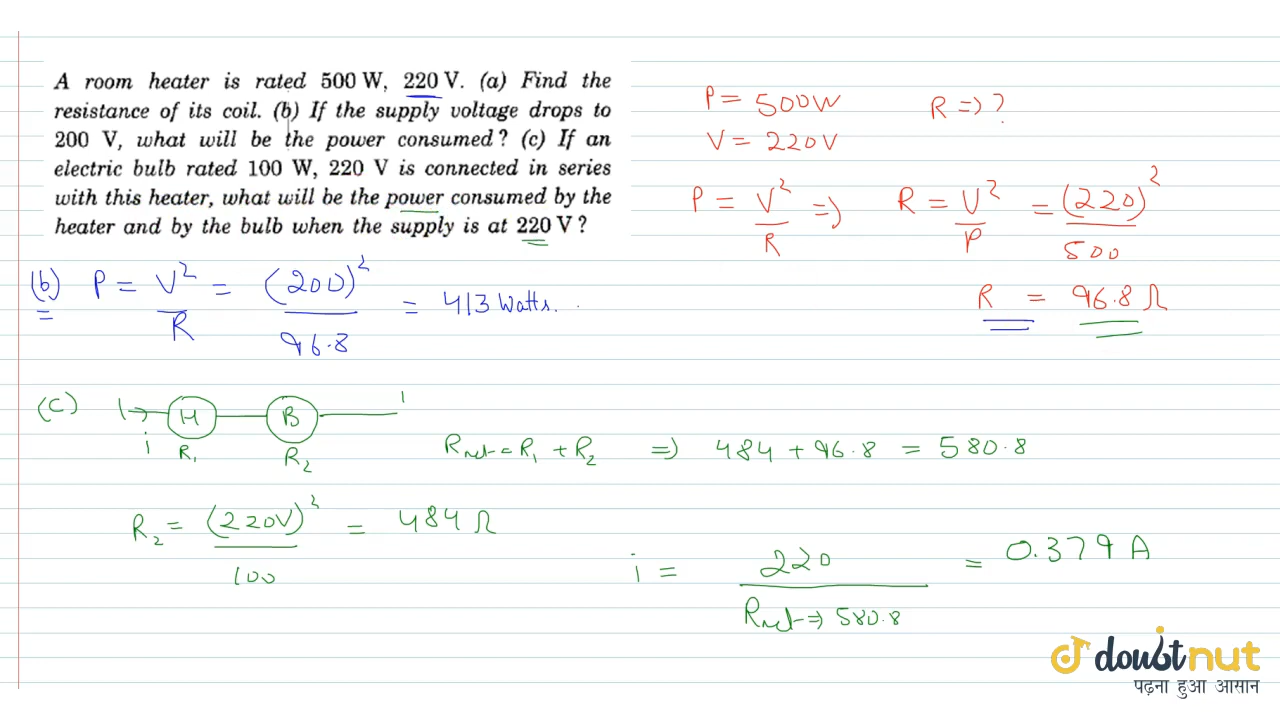 A room heater is rated 500 W, 220 V. (a) Find the
resistance of its coil. (b) If the supply voltage drops to
200 V, what will be the power consumed? (c) If an
electric bulb rated 100 W, 220 V is connected in series
with this heater, what will be the power consumed by the
heater and by the bulb when the supply is at 220 V?
P = 500W R => ?
V = 220V
P = V²/R => R = V²/P = (220)²/500
R = 96.8 Ω
(b) P = V²/R = (200)²/96.8 = 413 Watts.
(c) H B
i R₁ R₂
Rnet = R₁ + R₂ => 484 + 96.8 = 580.8
R₂ = (220V)²/100 = 484 Ω
i = 220/Rnet => 580.8 = 0.379 A
doubtnut
पढ़ना हुआ आसान